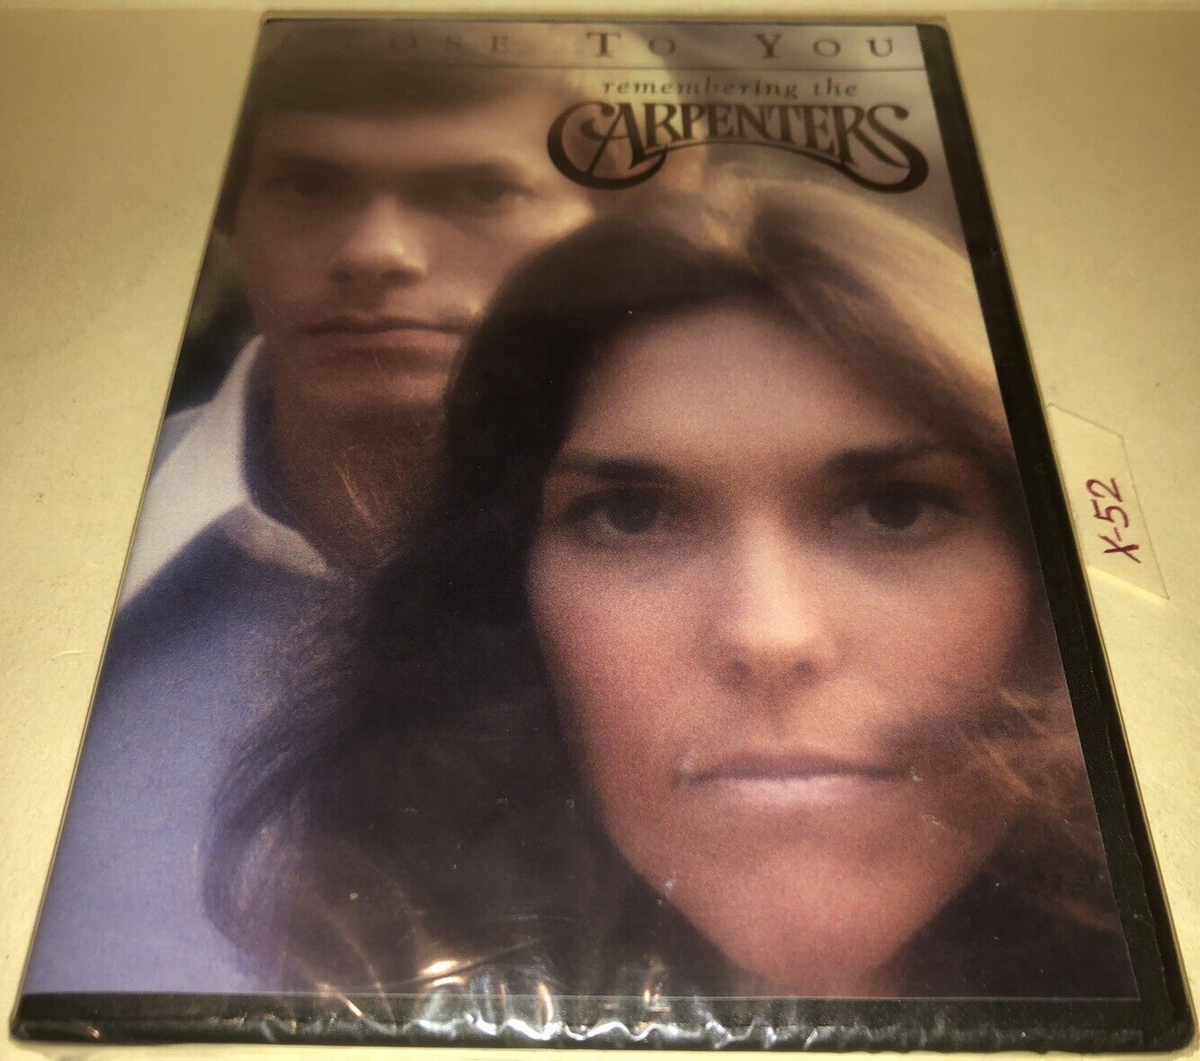 CLOSE TO YOU
remembering the
CARPENTERS
X-52